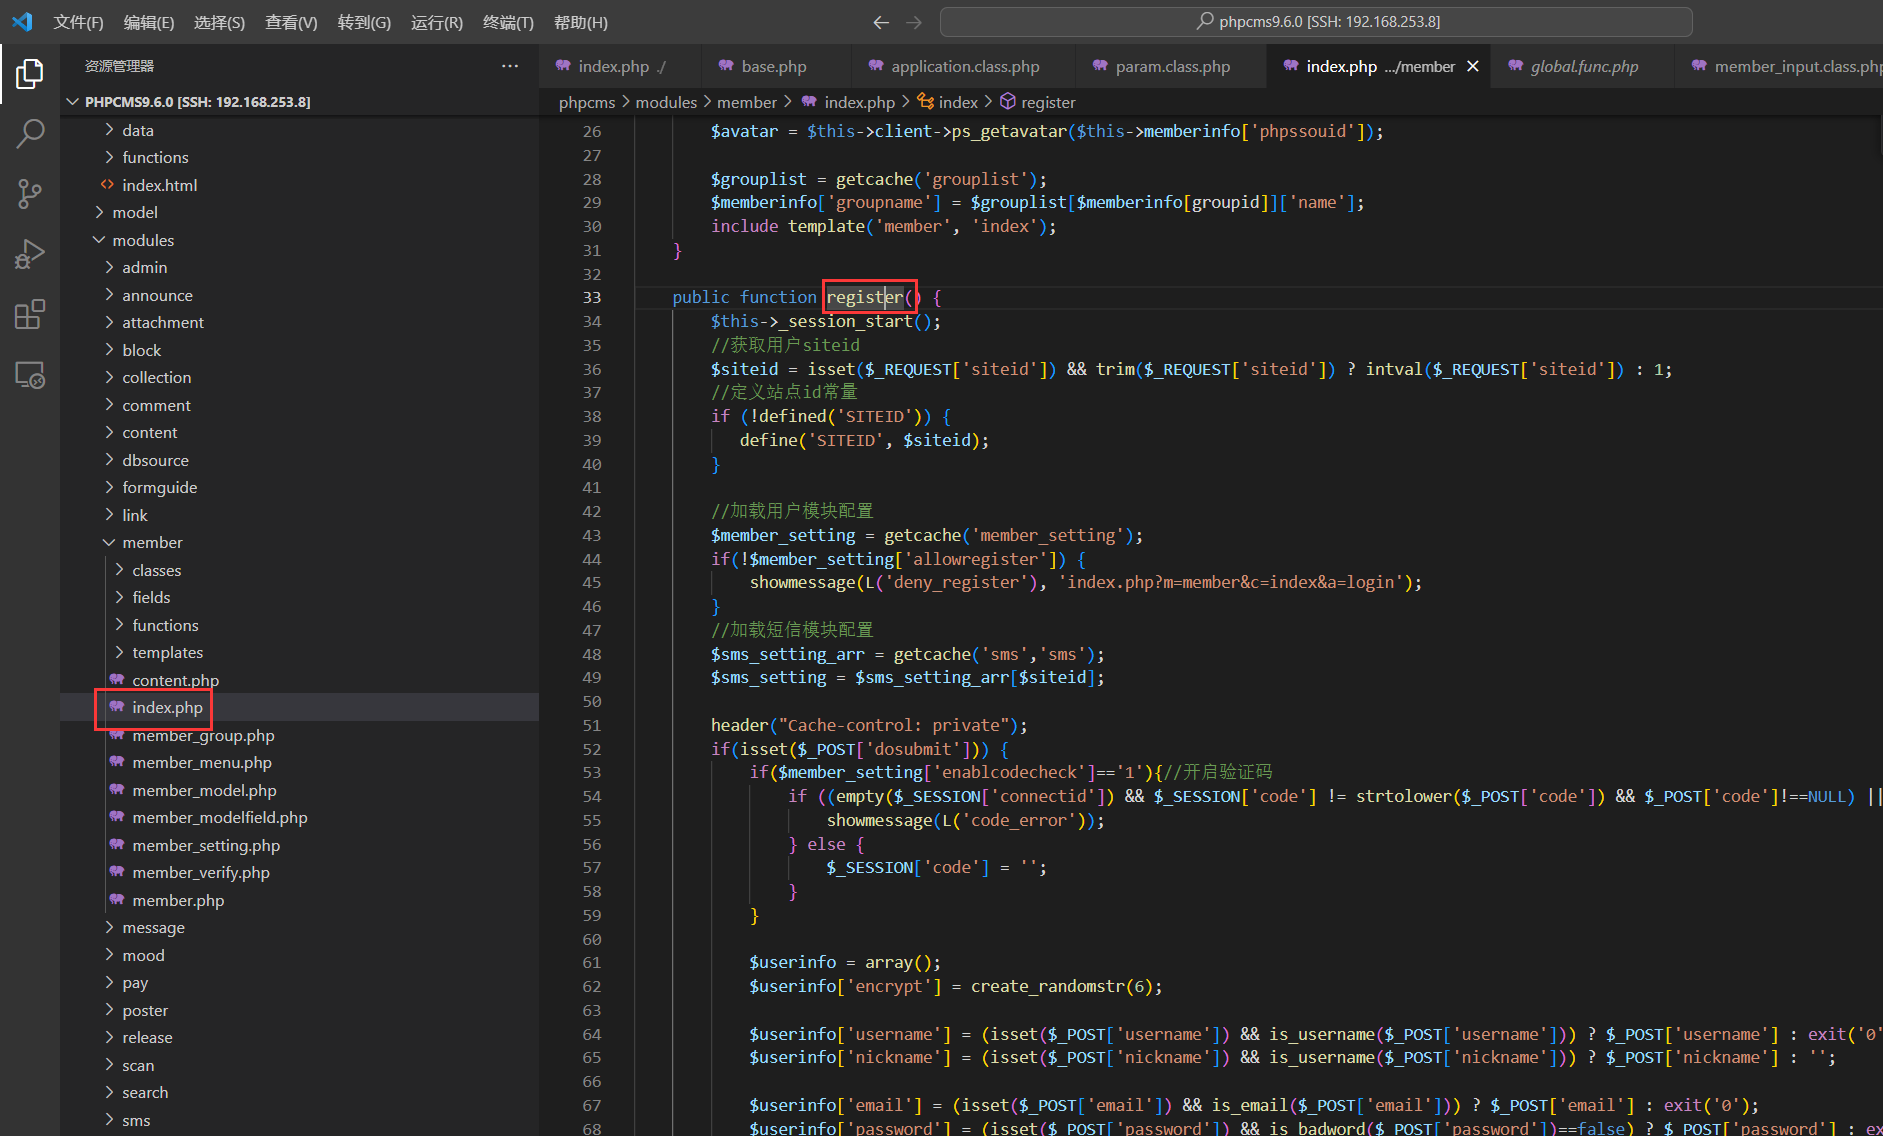 文件(F) 编辑(E) 选择(S) 查看(V) 转到(G) 运行(R) 终端(T) 帮助(H) phpcms9.6.0 [SSH: 192.168.253.8]
资源管理器
PHPCMS9.6.0 [SSH: 192.168.253.8]
data
functions
index.html
model
modules
admin
announce
attachment
block
collection
comment
content
dbsource
formguide
link
member
classes
fields
functions
templates
content.php
index.php
member_group.php
member_menu.php
member_model.php
member_modelfield.php
member_setting.php
member_verify.php
member.php
message
mood
pay
poster
release
scan
search
sms
index.php ./ base.php application.class.php param.class.php index.php .../member global.func.php member_input.class.php
phpcms > modules > member > index.php > index > register
26 $avatar = $this->client->ps_getavatar($this->memberinfo['phpssouid']);
27
28 $grouplist = getcache('grouplist');
29 $memberinfo['groupname'] = $grouplist[$memberinfo[groupid]]['name'];
30 include template('member', 'index');
31 }
32
33 public function register() {
34 $this->_session_start();
35 //获取用户siteid
36 $siteid = isset($_REQUEST['siteid']) && trim($_REQUEST['siteid']) ? intval($_REQUEST['siteid']) : 1;
37 //定义站点id常量
38 if (!defined('SITEID')) {
39 define('SITEID', $siteid);
40 }
41
42 //加载用户模块配置
43 $member_setting = getcache('member_setting');
44 if(!$member_setting['allowregister']) {
45 showmessage(L('deny_register'), 'index.php?m=member&c=index&a=login');
46 }
47 //加载短信模块配置
48 $sms_setting_arr = getcache('sms','sms');
49 $sms_setting = $sms_setting_arr[$siteid];
50
51 header("Cache-control: private");
52 if(isset($_POST['dosubmit'])) {
53 if($member_setting['enablcodecheck']=='1'){//开启验证码
54 if ((empty($_SESSION['connectid']) && $_SESSION['code'] != strtolower($_POST['code']) && $_POST['code']!==NULL) ||
55 showmessage(L('code_error'));
56 } else {
57 $_SESSION['code'] = '';
58 }
59 }
60
61 $userinfo = array();
62 $userinfo['encrypt'] = create_randomstr(6);
63
64 $userinfo['username'] = (isset($_POST['username']) && is_username($_POST['username'])) ? $_POST['username'] : exit('0'
65 $userinfo['nickname'] = (isset($_POST['nickname']) && is_username($_POST['nickname'])) ? $_POST['nickname'] : '';
66
67 $userinfo['email'] = (isset($_POST['email']) && is_email($_POST['email'])) ? $_POST['email'] : exit('0');
68 $userinfo['password'] = (isset($_POST['password']) && is_badword($_POST['password'])==false) ? $_POST['password'] : ex